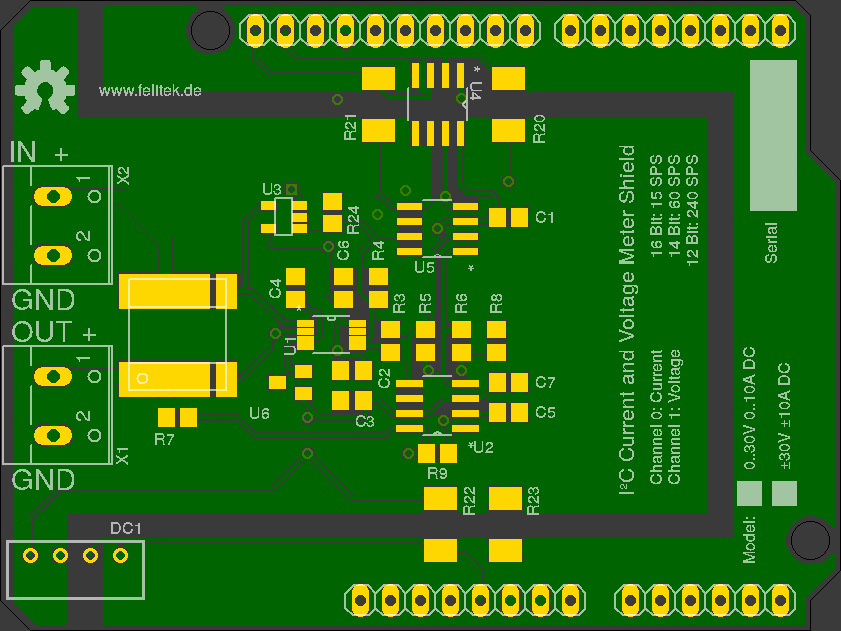 www.felltek.de
*
U4
R21
R20
IN +
X2
1
2
GND
U3
R24
C1
U5
*
C6
R4
C4
*
U1
R3
R5
R6
R8
OUT +
1
2
X1
GND
C2
C3
C7
C5
U6
R7
*U2
R9
R22
R23
DC1
I²C Current and Voltage Meter Shield
16 Bit: 15 SPS
14 Bit: 60 SPS
12 Bit: 240 SPS
Channel 0: Current
Channel 1: Voltage
Serial
Model:
0..30V 0..10A DC
±30V ±10A DC